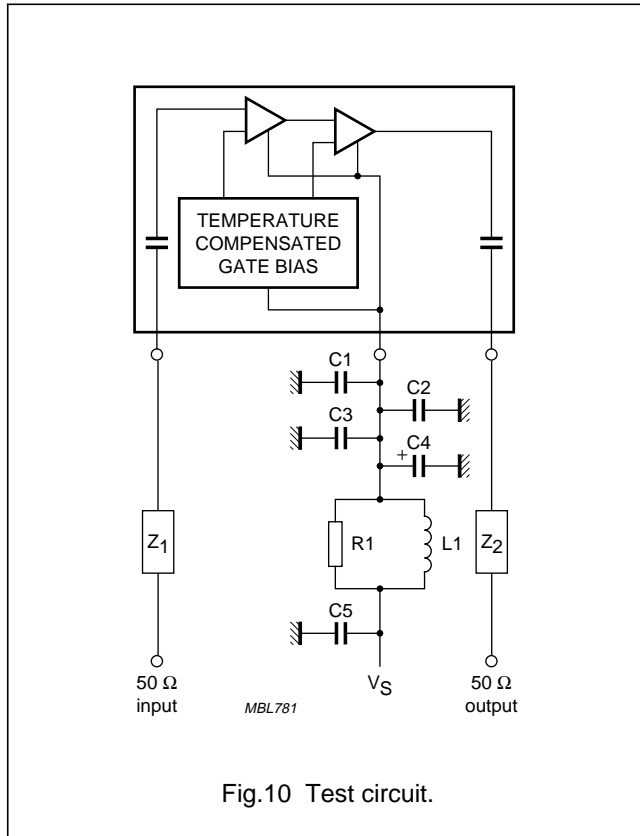 TEMPERATURE
COMPENSATED
GATE BIAS
C1
C2
C3
C4
+
Z1
R1
L1
Z2
C5
50 Ω
input
MBL781
VS
50 Ω
output
Fig.10 Test circuit.